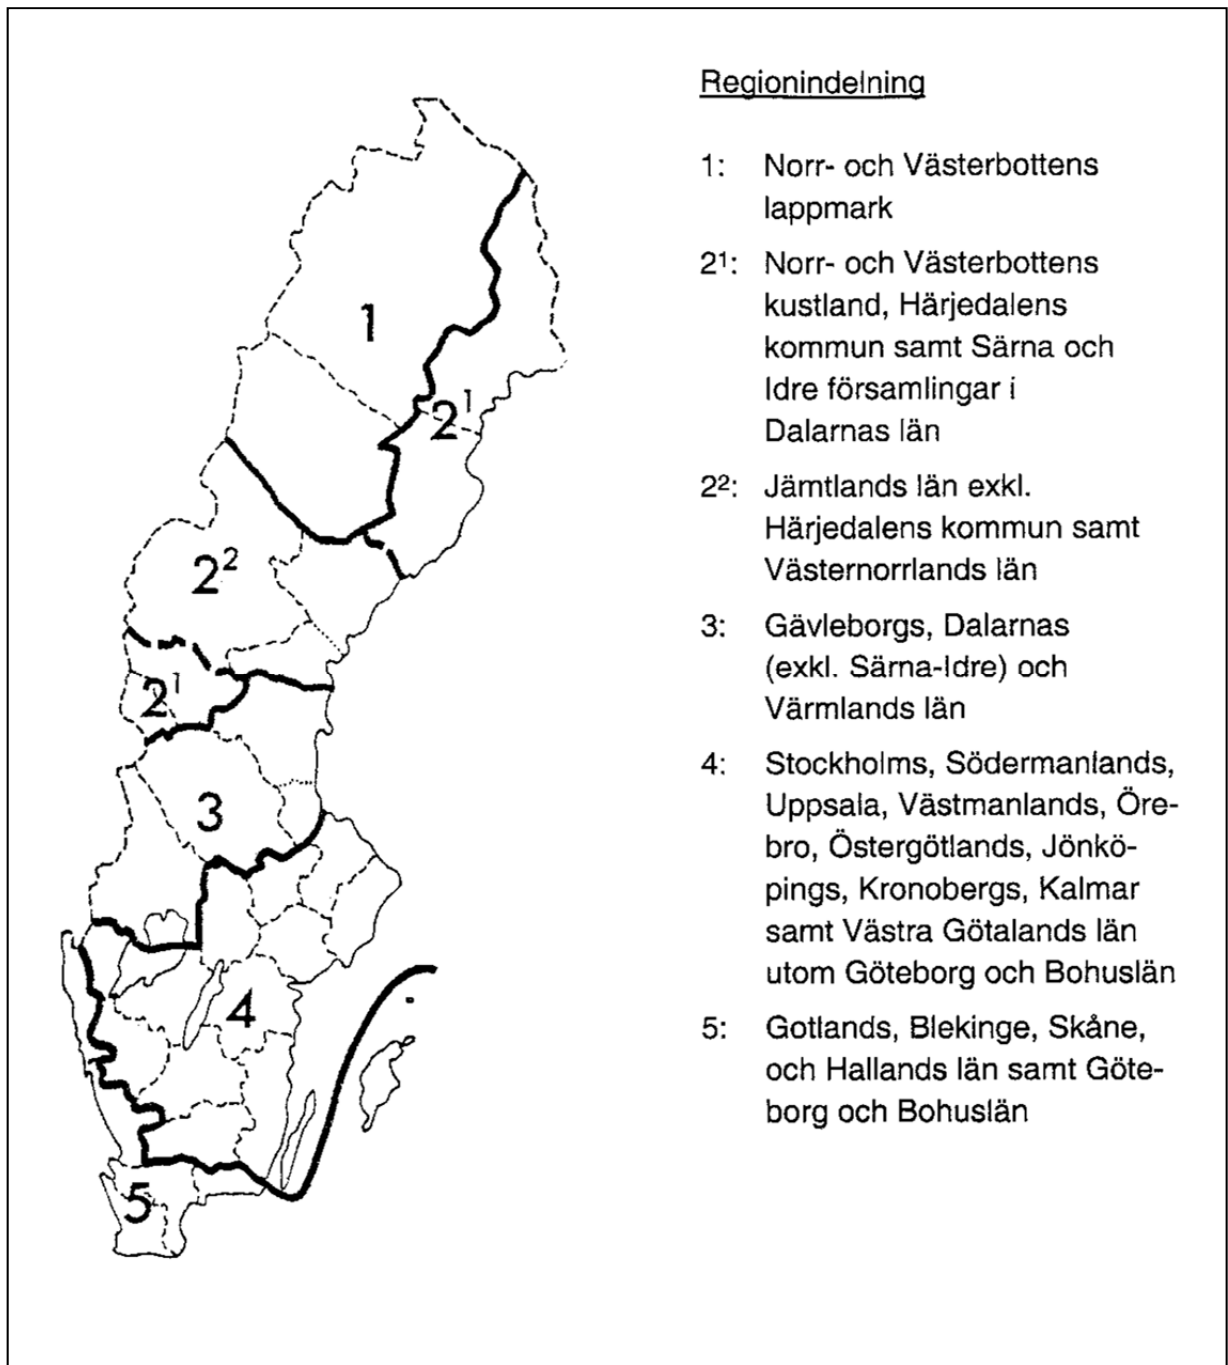 Regionindelning
1: Norr- och Västerbottens
lappmark
2¹: Norr- och Västerbottens
kustland, Härjedalens
kommun samt Särna och
Idre församlingar i
Dalarnas län
2²: Jämtlands län exkl.
Härjedalens kommun samt
Västernorrlands län
3: Gävleborgs, Dalarnas
(exkl. Särna-Idre) och
Värmlands län
4: Stockholms, Södermanlands,
Uppsala, Västmanlands, Öre-
bro, Östergötlands, Jönkö-
pings, Kronobergs, Kalmar
samt Västra Götalands län
utom Göteborg och Bohuslän
5: Gotlands, Blekinge, Skåne,
och Hallands län samt Göte-
borg och Bohuslän
1
2¹
2²
2¹
3
4
5